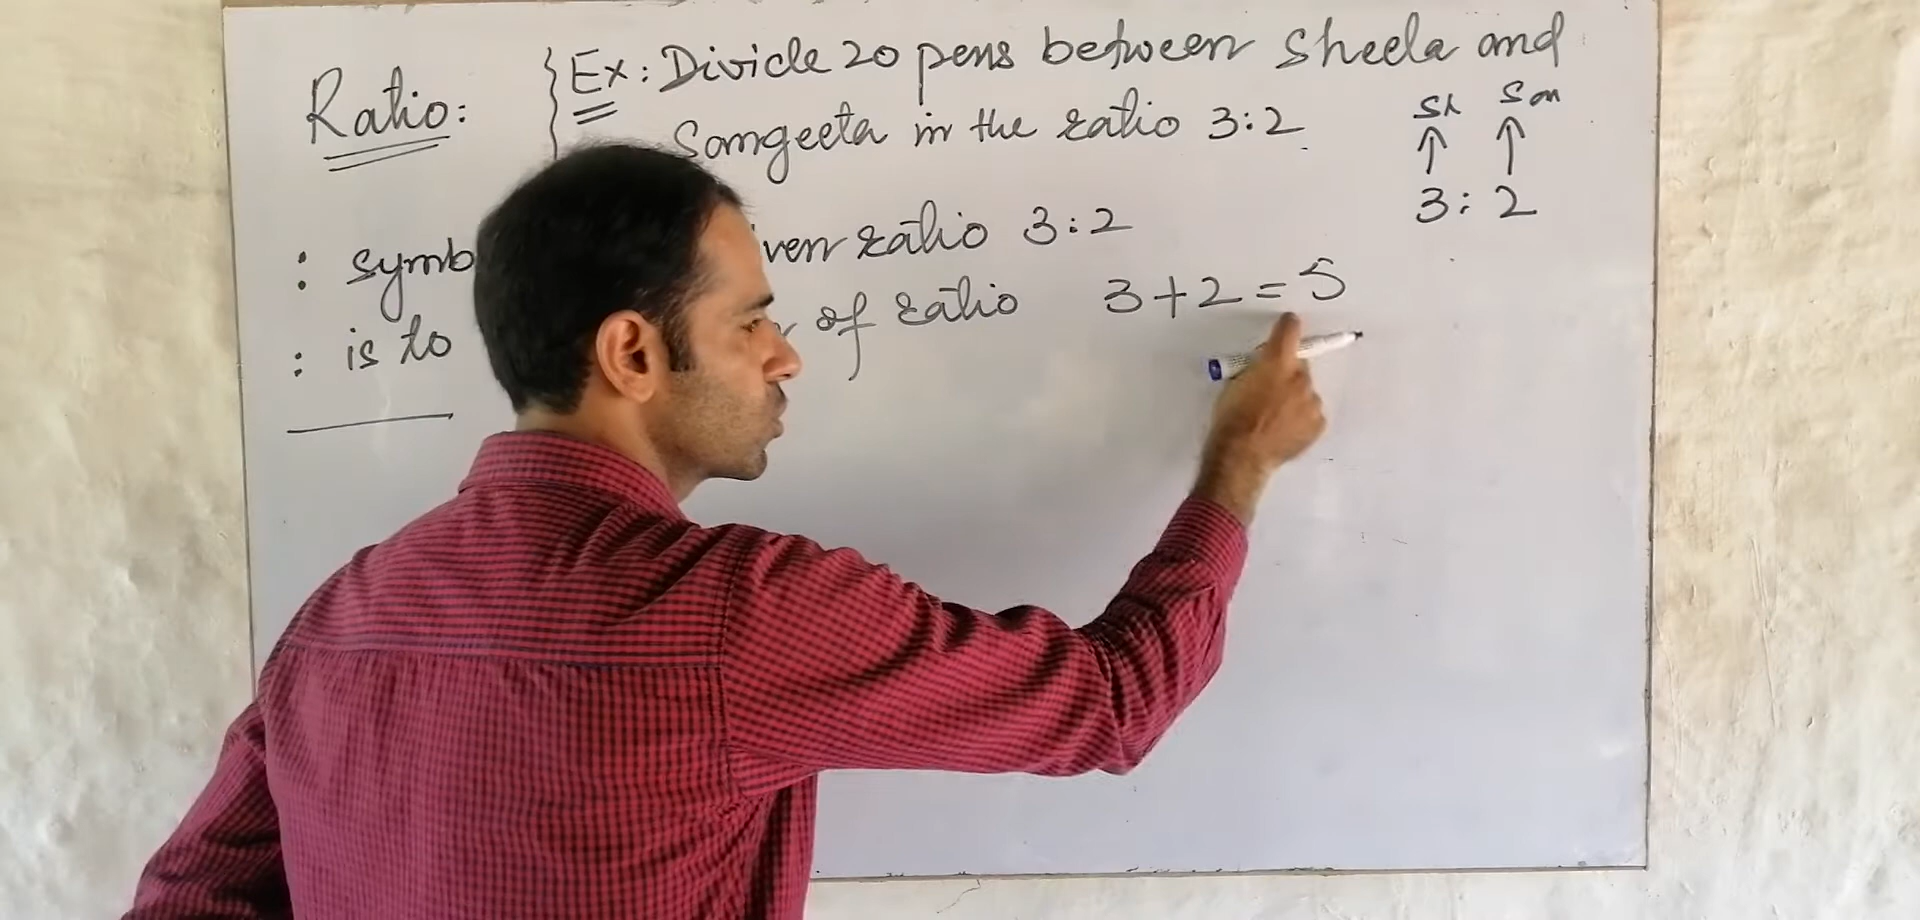 Ratio:
Ex: Divide 20 pens between Sheela and
Sangeeta in the ratio 3:2.
Sh San
↑ ↑
3 : 2
: symb
: is to
ven ratio 3:2
of ratio 3+2=5